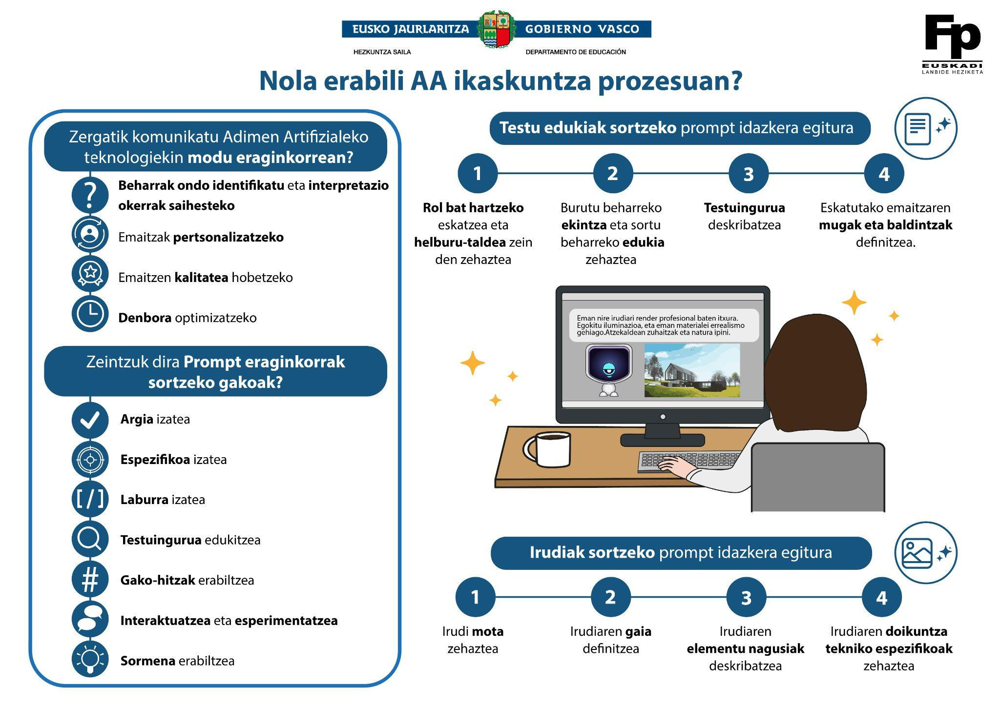 EUSKO JAURLARITZA
GOBIERNO VASCO
HEZKUNTZA SAILA
DEPARTAMENTO DE EDUCACIÓN
Fp
EUSKADI
LANBIDE HEZIKETA
Nola erabili AA ikaskuntza prozesuan?
Zergatik komunikatu Adimen Artifizialeko
teknologiekin modu eraginkorrean?
?
Beharrak ondo identifikatu eta interpretazio
okerrak saihesteko
Emaitzak pertsonalizatzeko
Emaitzen kalitatea hobetzeko
Denbora optimizatzeko
Zeintzuk dira Prompt eraginkorrak
sortzeko gakoak?
Argia izatea
Espezifikoa izatea
[/]
Laburra izatea
Testuingurua edukitzea
#
Gako-hitzak erabiltzea
Interaktuatzea eta esperimentatzea
Sormena erabiltzea
Testu edukiak sortzeko prompt idazkera egitura
1
Rol bat hartzeko
eskatzea eta
helburu-taldea zein
den zehaztea
2
Burutu beharreko
ekintza eta sortu
beharreko edukia
zehaztea
3
Testuingurua
deskribatzea
4
Eskatutako emaitzaren
mugak eta baldintzak
definitzea.
Eman nire irudiari render profesional baten itxura.
Egokitu iluminazioa, eta eman materialei errealismo
gehiago.Atzekaldean zuhaitzak eta natura ipini.
Irudiak sortzeko prompt idazkera egitura
1
Irudi mota
zehaztea
2
Irudiaren gaia
definitzea
3
Irudiaren
elementu nagusiak
deskribatzea
4
Irudiaren doikuntza
tekniko espezifikoak
zehaztea